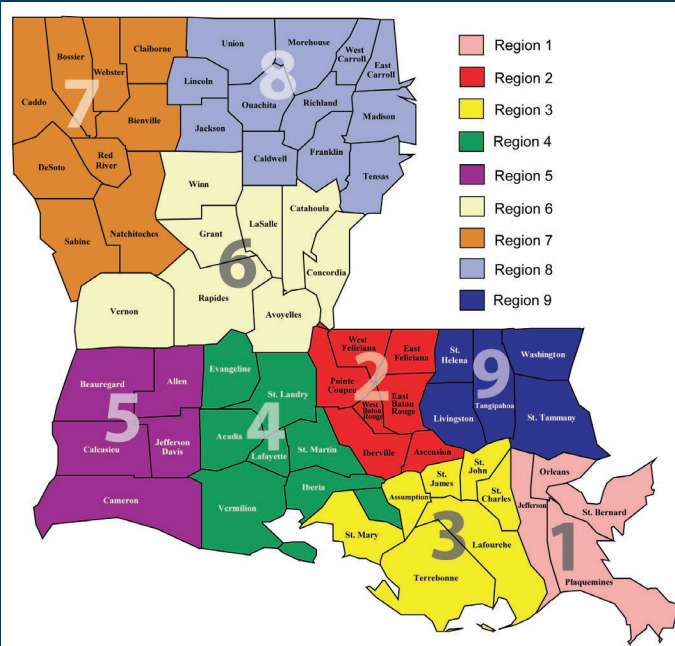 Union
Morehouse
West
Carroll
East
Carroll
Claiborne
Bossier
Webster
Lincoln
8
7
Caddo
Ouachita
Richland
Madison
Bienville
Jackson
Franklin
Caldwell
Red
River
DeSoto
Tensas
Winn
Catahoula
LaSalle
Natchitoches
Grant
Sabine
6
Concordia
Rapides
Vernon
Avoyelles
West
Feliciana
East
Feliciana
St.
Helena
Washington
Evangeline
2
9
Beauregard
Allen
Pointe
Coupee
St. Landry
East
Baton
Rouge
West
Baton
Rouge
Tangipahoa
5
4
Livingston
St. Tammany
Acadia
Calcasieu
Jefferson
Davis
Lafayette
St. Martin
Iberville
Ascension
St.
John
Orleans
St.
James
Iberia
Assumption
St.
Charles
Cameron
Vermilion
Jefferson
St. Bernard
St. Mary
3
Lafourche
1
Terrebonne
Plaquemines
Region 1
Region 2
Region 3
Region 4
Region 5
Region 6
Region 7
Region 8
Region 9